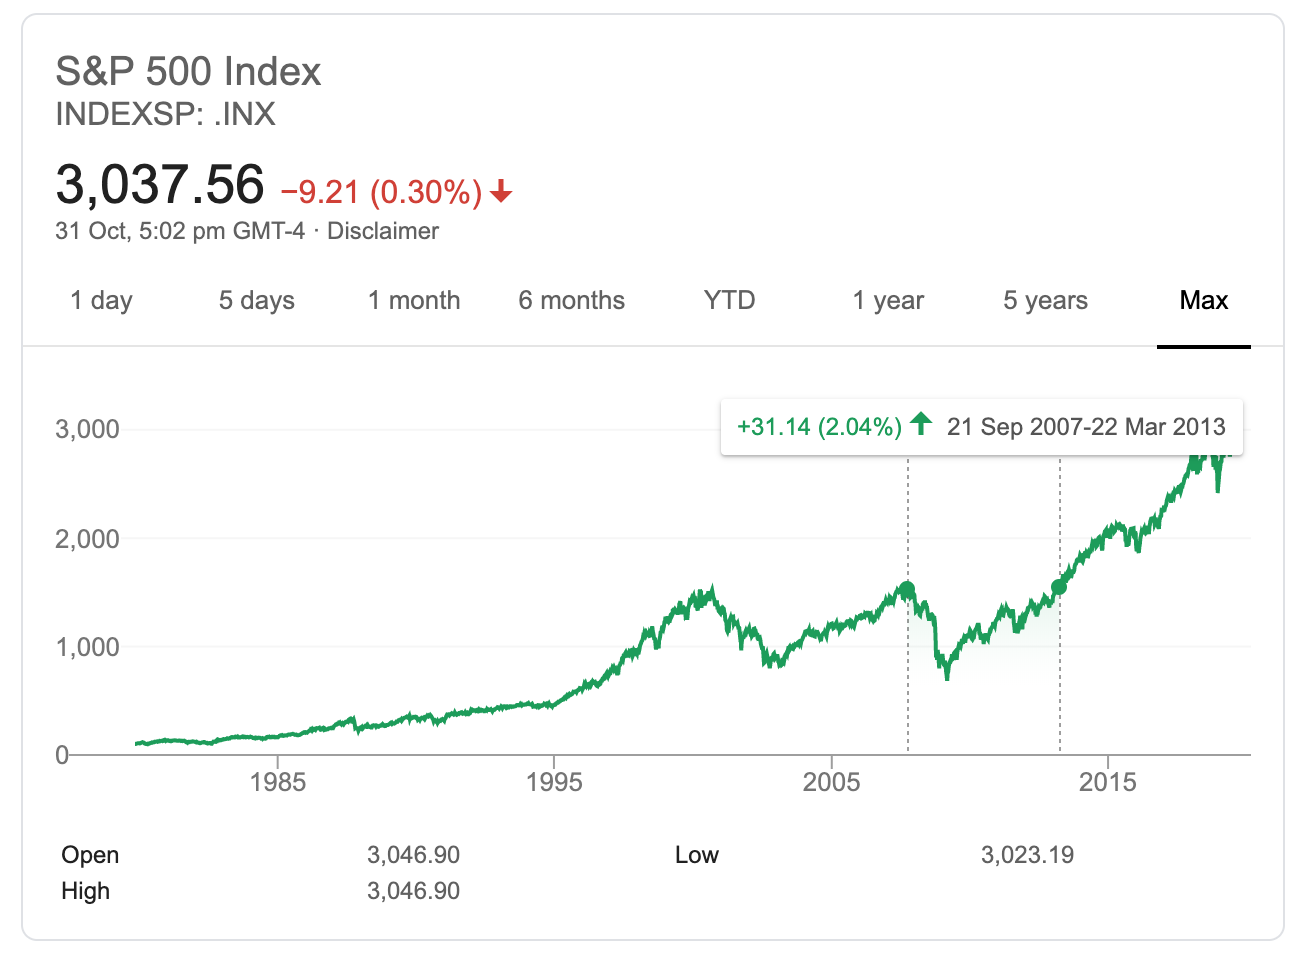 S&P 500 Index
INDEXSP: .INX
3,037.56 −9.21 (0.30%)
31 Oct, 5:02 pm GMT-4 · Disclaimer
1 day 5 days 1 month 6 months YTD 1 year 5 years Max
+31.14 (2.04%) 21 Sep 2007-22 Mar 2013
3,000
2,000
1,000
0
1985 1995 2005 2015
Open 3,046.90 Low 3,023.19
High 3,046.90